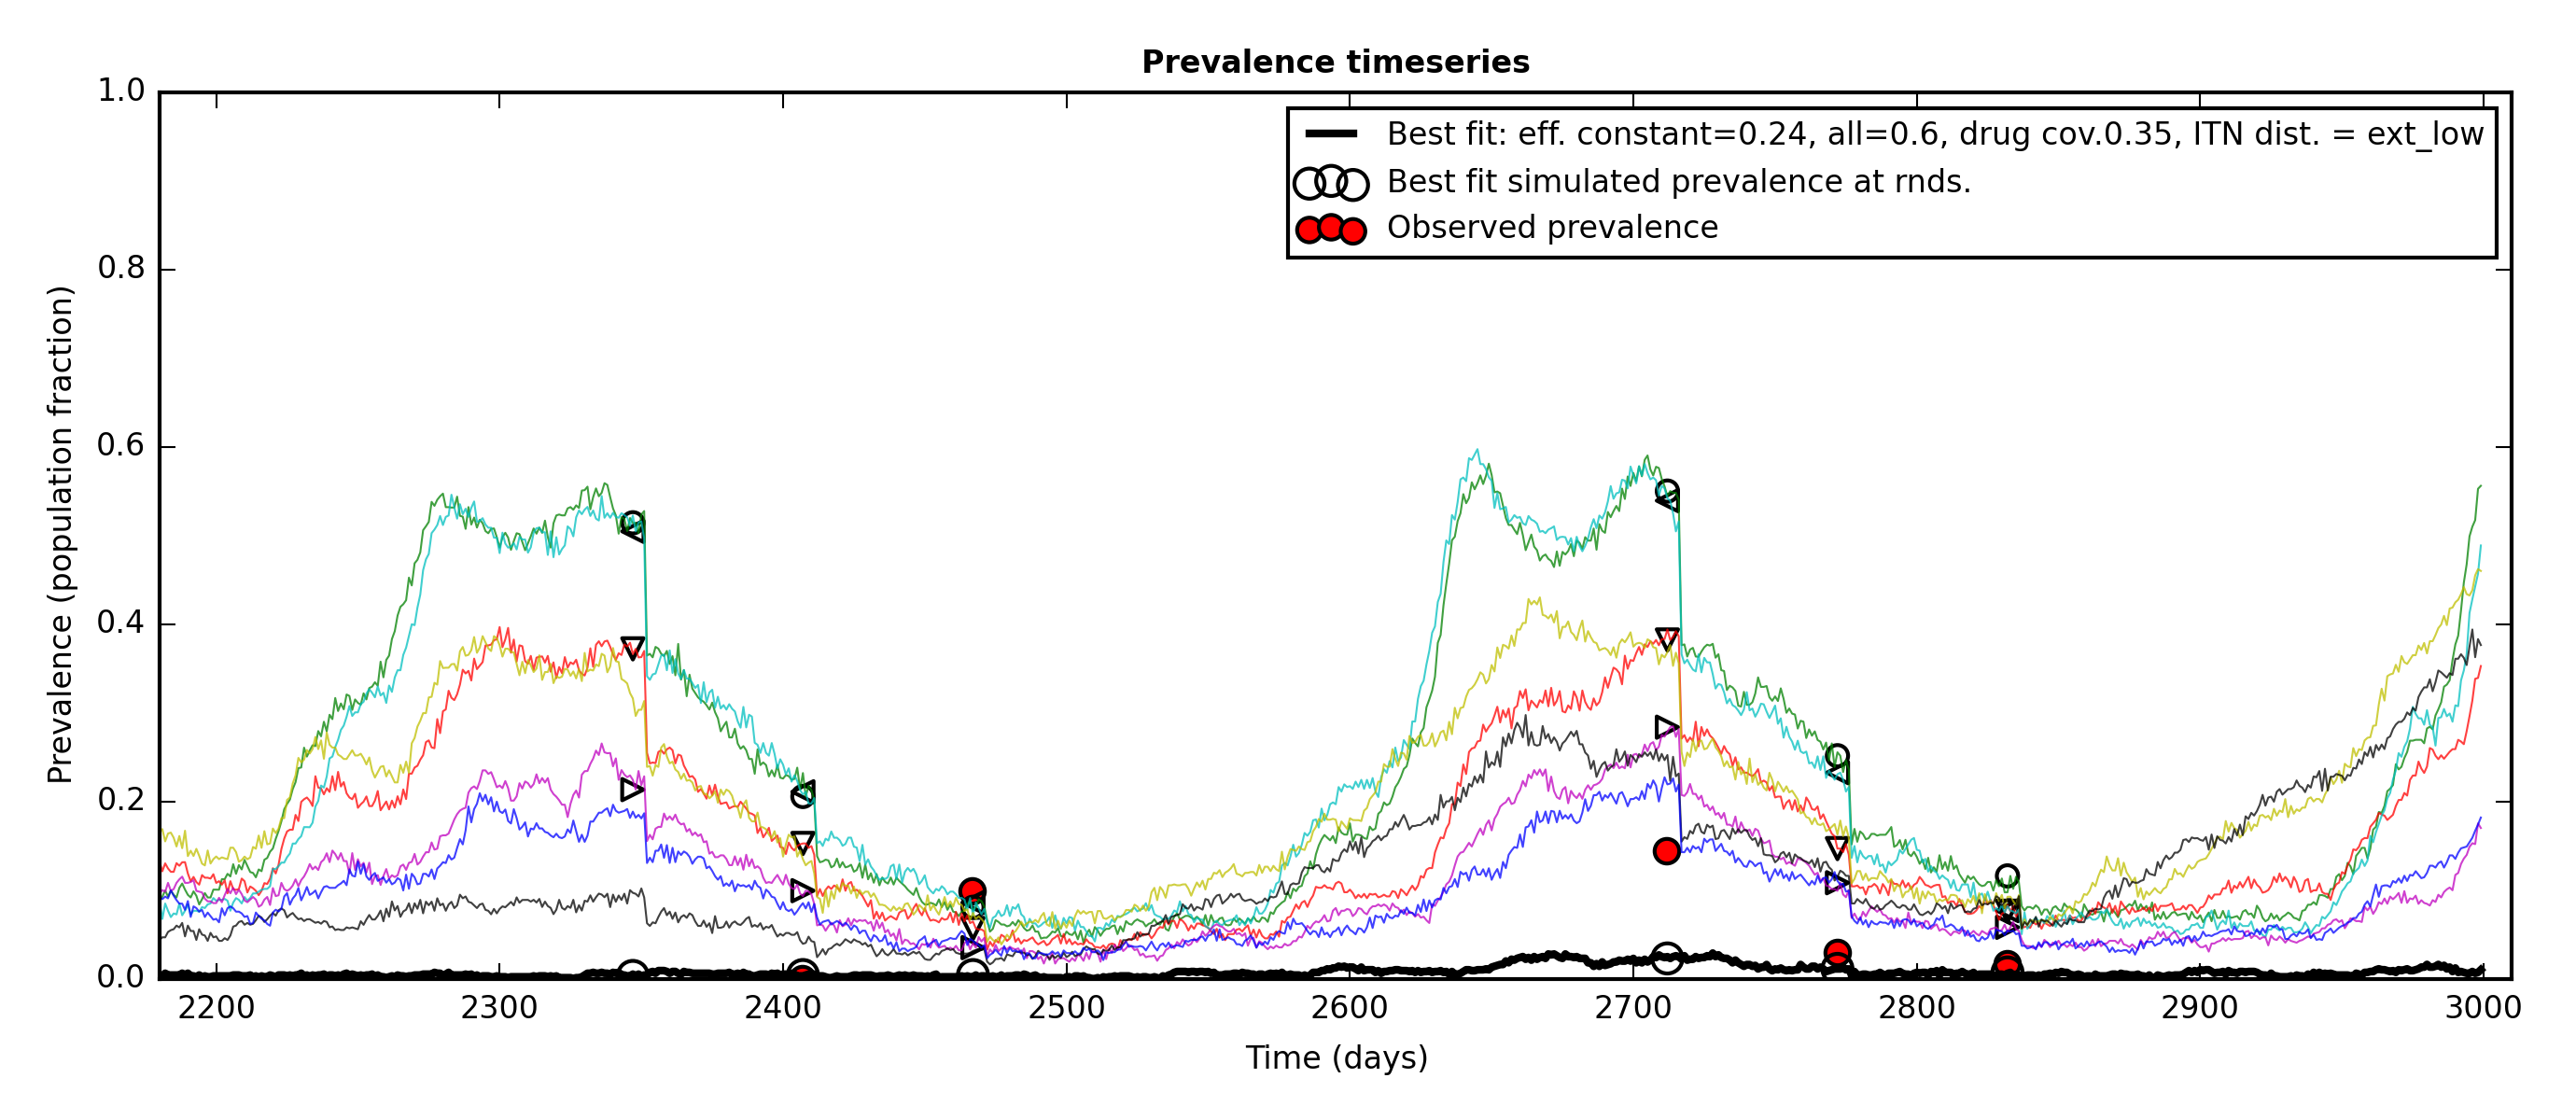 Prevalence timeseries
1.0
0.8
0.6
0.4
0.2
0.0
Prevalence (population fraction)
Best fit: eff. constant=0.24, all=0.6, drug cov.0.35, ITN dist. = ext_low
Best fit simulated prevalence at rnds.
Observed prevalence
2200 2300 2400 2500 2600 2700 2800 2900 3000
Time (days)